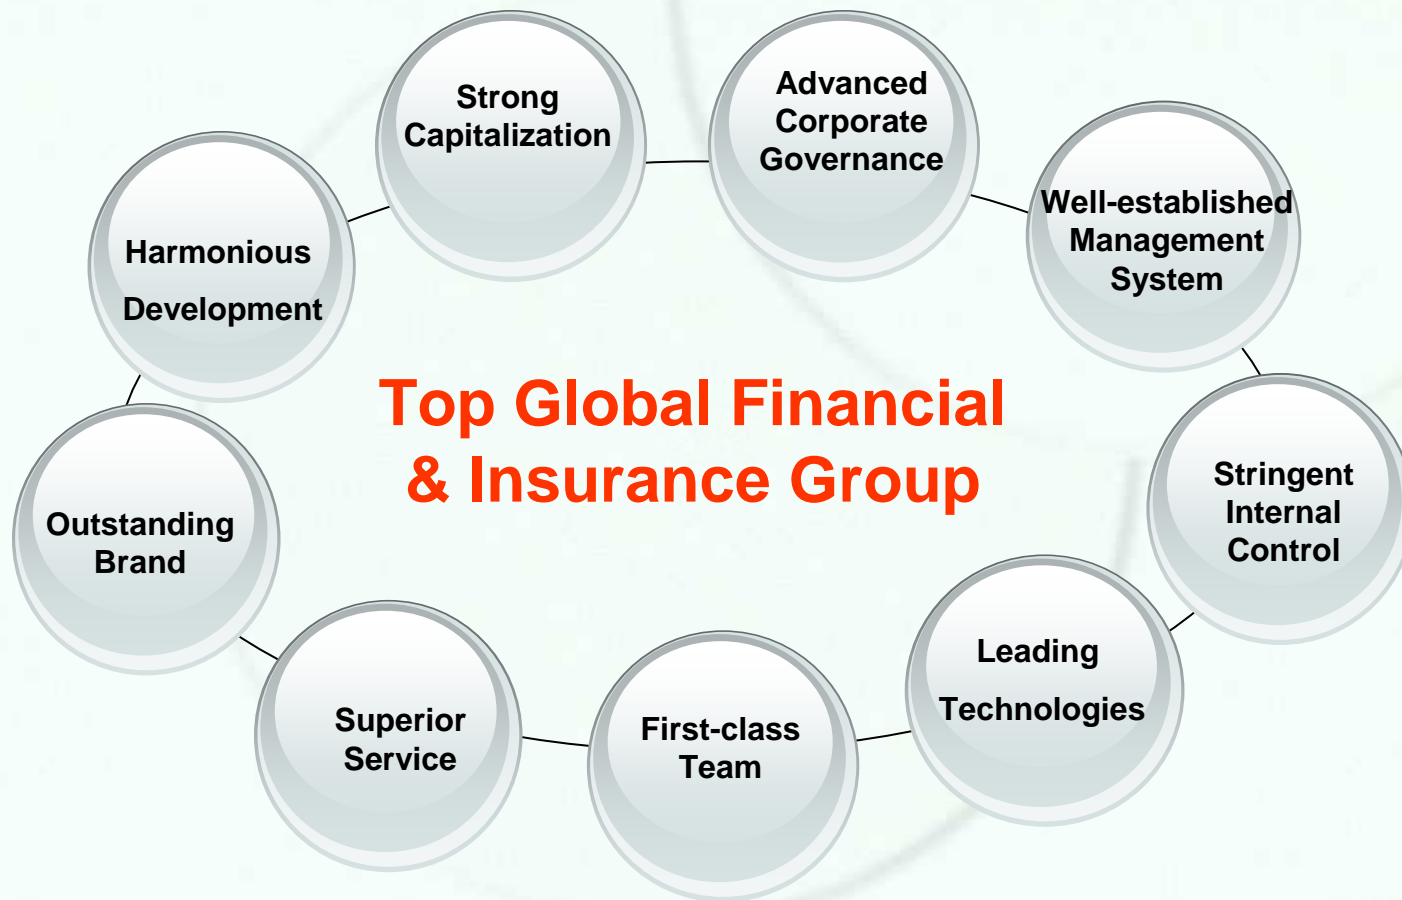 Strong
Capitalization
Advanced
Corporate
Governance
Well-established
Management
System
Harmonious
Development
Top Global Financial
& Insurance Group
Stringent
Internal
Control
Outstanding
Brand
Leading
Technologies
Superior
Service
First-class
Team